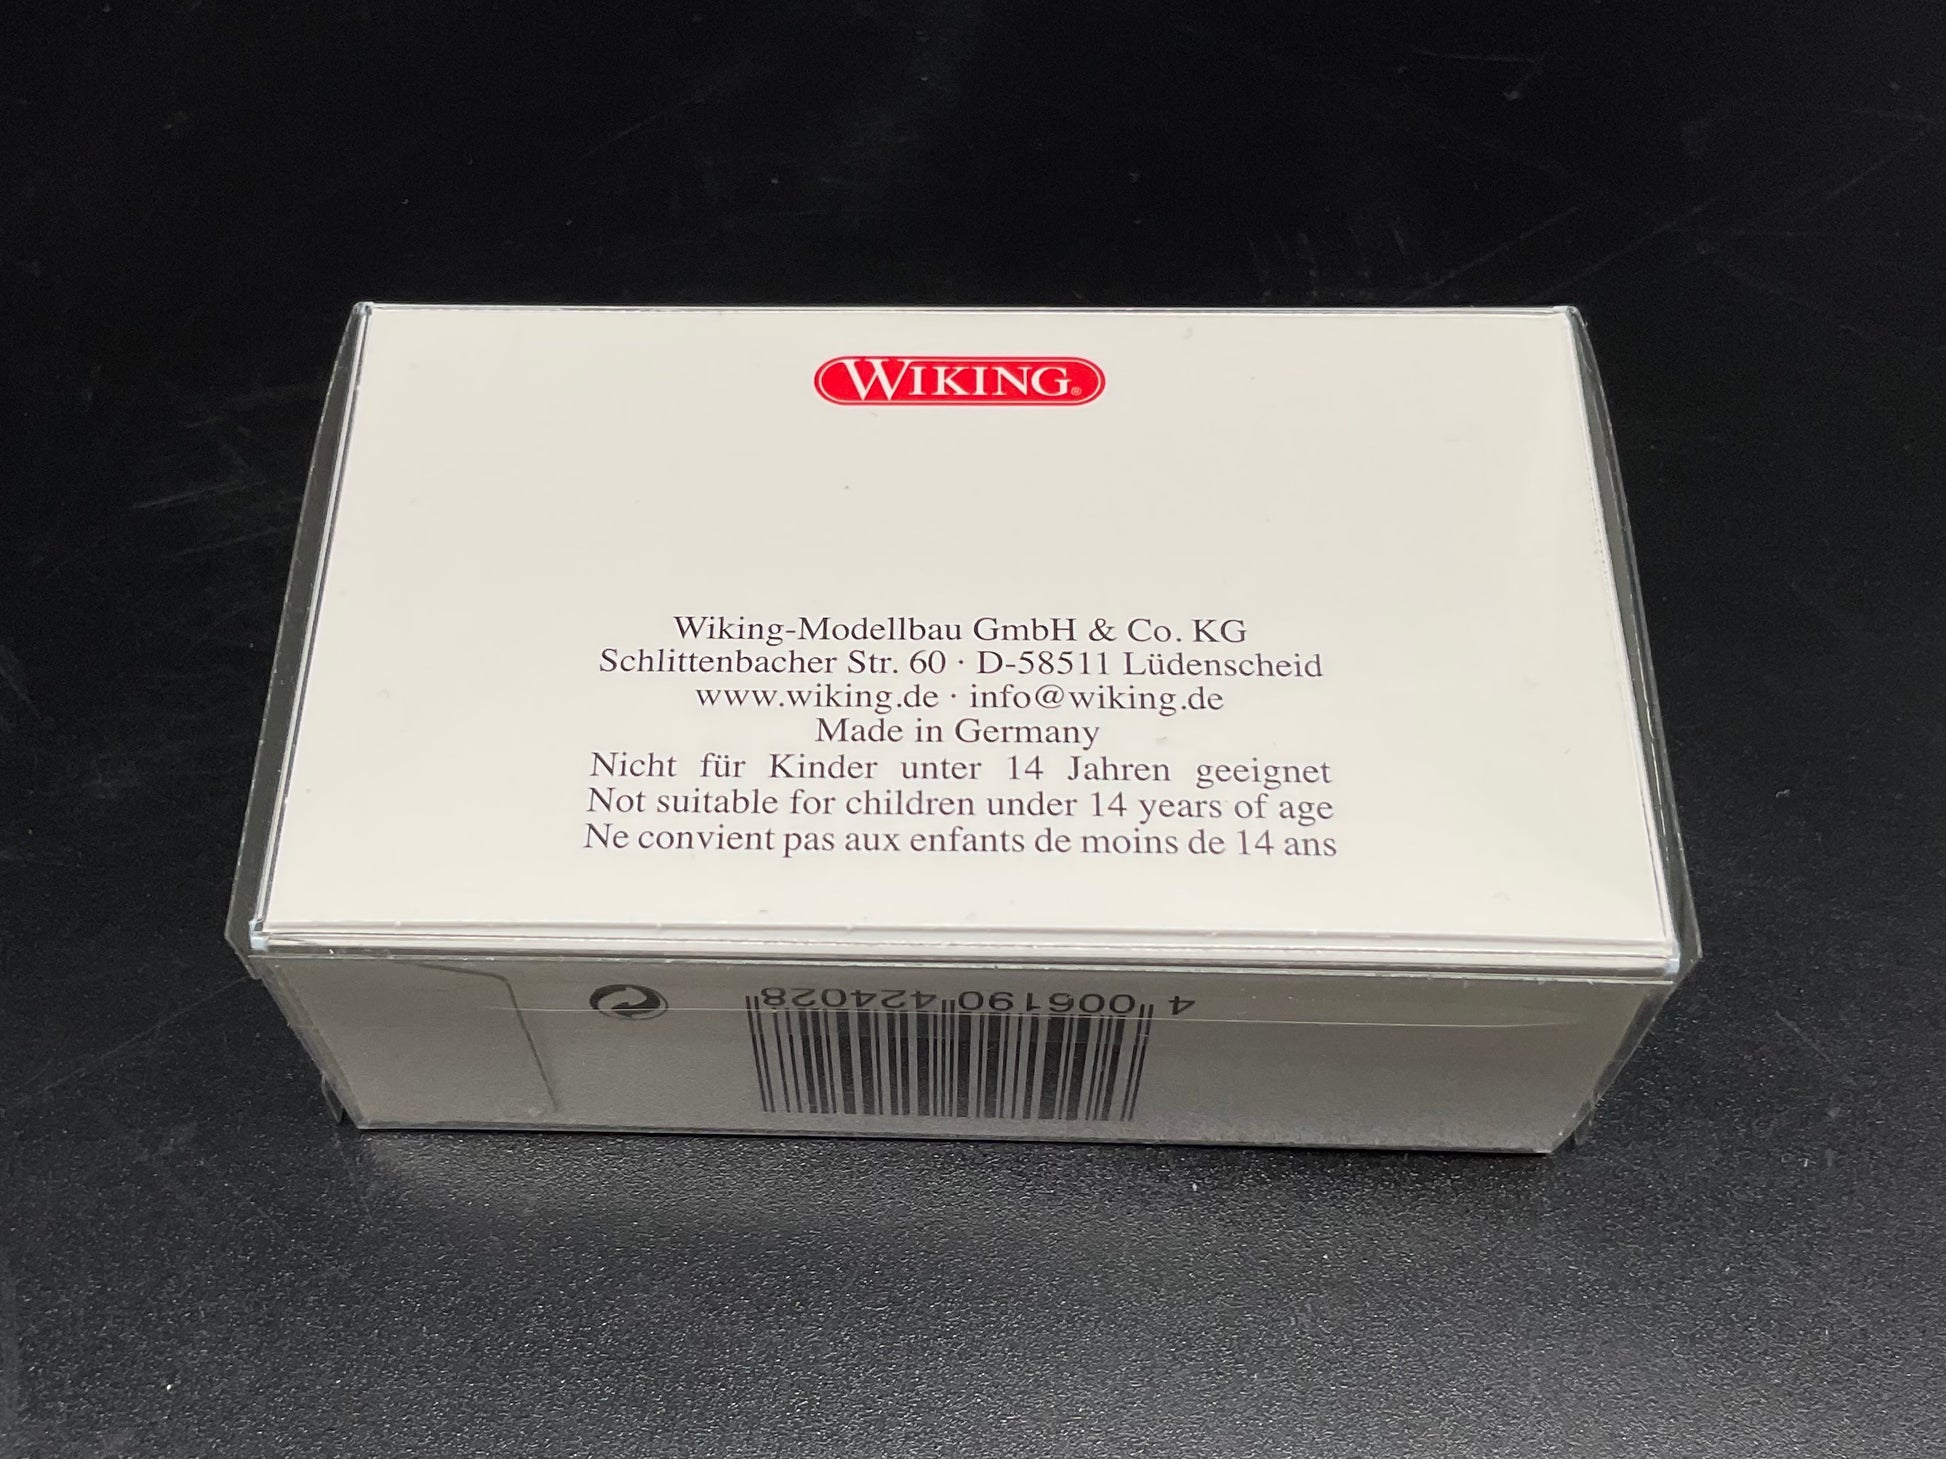 WIKING®
Wiking-Modellbau GmbH & Co. KG
Schlittenbacher Str. 60 · D-58511 Lüdenscheid
www.wiking.de · info@wiking.de
Made in Germany
Nicht für Kinder unter 14 Jahren geeignet
Not suitable for children under 14 years of age
Ne convient pas aux enfants de moins de 14 ans
4 006190 424028